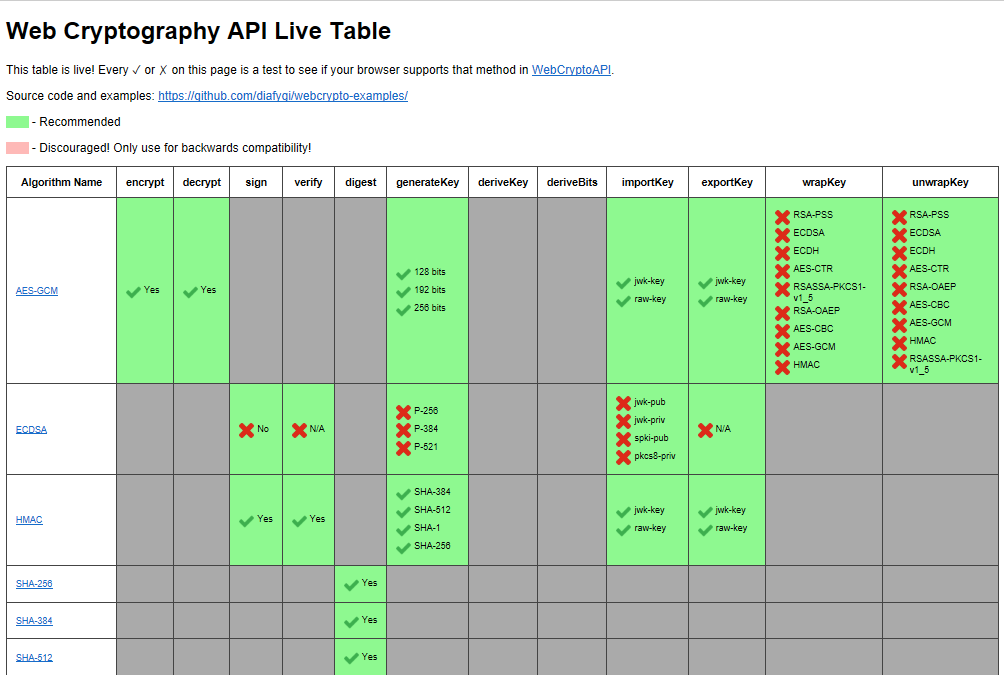 Web Cryptography API Live Table
This table is live! Every ✓ or ✗ on this page is a test to see if your browser supports that method in WebCryptoAPI.
Source code and examples: https://github.com/diafygi/webcrypto-examples/
- Recommended
- Discouraged! Only use for backwards compatibility!
Algorithm Name encrypt decrypt sign verify digest generateKey deriveKey deriveBits importKey exportKey wrapKey unwrapKey
AES-GCM
Yes
Yes
128 bits
192 bits
256 bits
jwk-key
raw-key
jwk-key
raw-key
RSA-PSS
ECDSA
ECDH
AES-CTR
RSASSA-PKCS1-
v1_5
RSA-OAEP
AES-CBC
AES-GCM
HMAC
RSA-PSS
ECDSA
ECDH
AES-CTR
RSA-OAEP
AES-CBC
AES-GCM
HMAC
RSASSA-PKCS1-
v1_5
ECDSA
No
N/A
P-256
P-384
P-521
jwk-pub
jwk-priv
spki-pub
pkcs8-priv
N/A
HMAC
Yes
Yes
SHA-384
SHA-512
SHA-1
SHA-256
jwk-key
raw-key
jwk-key
raw-key
SHA-256
Yes
SHA-384
Yes
SHA-512
Yes